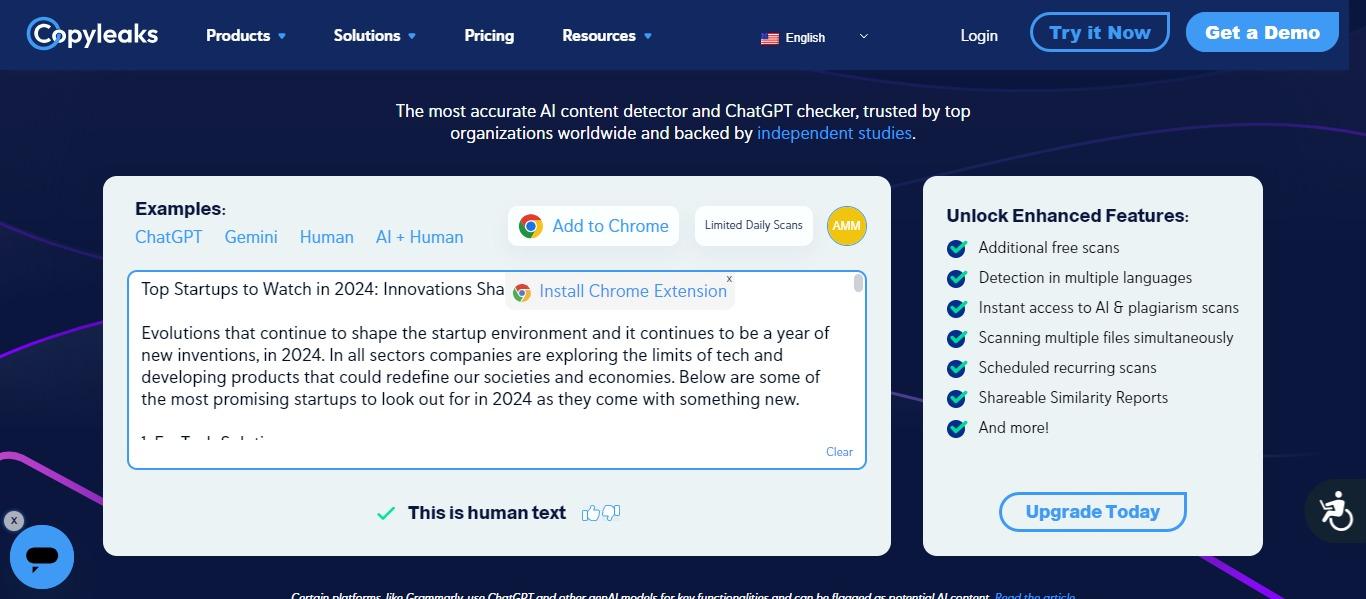 Copyleaks Products Solutions Pricing Resources English Login Try it Now Get a Demo
The most accurate AI content detector and ChatGPT checker, trusted by top
organizations worldwide and backed by independent studies.
Examples:
ChatGPT Gemini Human AI + Human
Add to Chrome
Limited Daily Scans
AMM
Top Startups to Watch in 2024: Innovations Sha
Install Chrome Extension
x
Evolutions that continue to shape the startup environment and it continues to be a year of
new inventions, in 2024. In all sectors companies are exploring the limits of tech and
developing products that could redefine our societies and economies. Below are some of
the most promising startups to look out for in 2024 as they come with something new.
Clear
This is human text
Unlock Enhanced Features:
Additional free scans
Detection in multiple languages
Instant access to AI & plagiarism scans
Scanning multiple files simultaneously
Scheduled recurring scans
Shareable Similarity Reports
And more!
Upgrade Today
x
Certain platforms, like Grammarly, use ChatGPT and other genAI models for key functionalities and can be flagged as potential AI content. Read the article